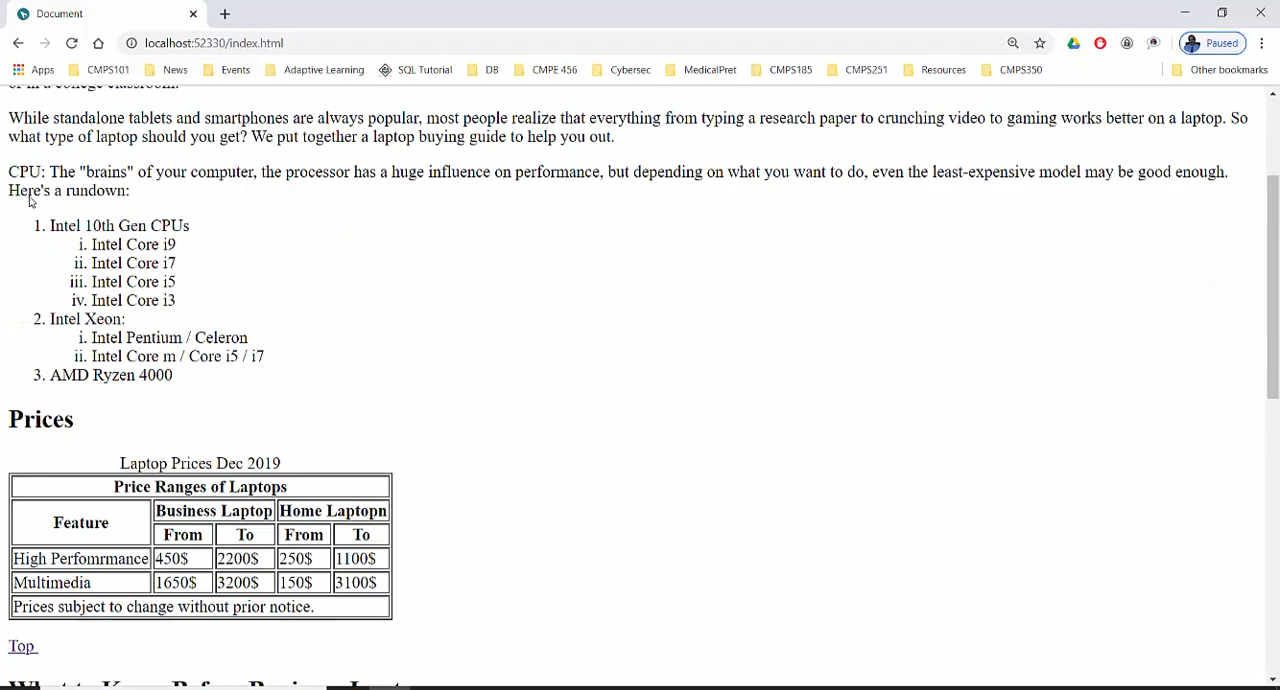 Document
localhost:52330/index.html
Paused
Apps CMPS101 News Events Adaptive Learning SQL Tutorial DB CMPE 456 Cybersec MedicalPret CMPS185 CMPS251 Resources CMPS350 Other bookmarks
or in a college classroom.
While standalone tablets and smartphones are always popular, most people realize that everything from typing a research paper to crunching video to gaming works better on a laptop. So
what type of laptop should you get? We put together a laptop buying guide to help you out.
CPU: The "brains" of your computer, the processor has a huge influence on performance, but depending on what you want to do, even the least-expensive model may be good enough.
Here's a rundown:
1. Intel 10th Gen CPUs
i. Intel Core i9
ii. Intel Core i7
iii. Intel Core i5
iv. Intel Core i3
2. Intel Xeon:
i. Intel Pentium / Celeron
ii. Intel Core m / Core i5 / i7
3. AMD Ryzen 4000
Prices
Laptop Prices Dec 2019
Price Ranges of Laptops
Feature Business Laptop Home Laptopn
From To From To
High Perfomrmance 450$ 2200$ 250$ 1100$
Multimedia 1650$ 3200$ 150$ 3100$
Prices subject to change without prior notice.
Top